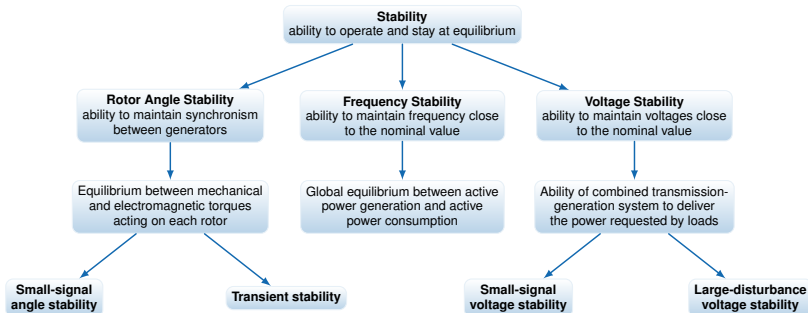 Stability
ability to operate and stay at equilibrium
Rotor Angle Stability
ability to maintain synchronism
between generators
Frequency Stability
ability to maintain frequency close
to the nominal value
Voltage Stability
ability to maintain voltages close
to the nominal value
Equilibrium between mechanical
and electromagnetic torques
acting on each rotor
Global equilibrium between active
power generation and active
power consumption
Ability of combined transmission-
generation system to deliver
the power requested by loads
Small-signal
angle stability
Transient stability
Small-signal
voltage stability
Large-disturbance
voltage stability